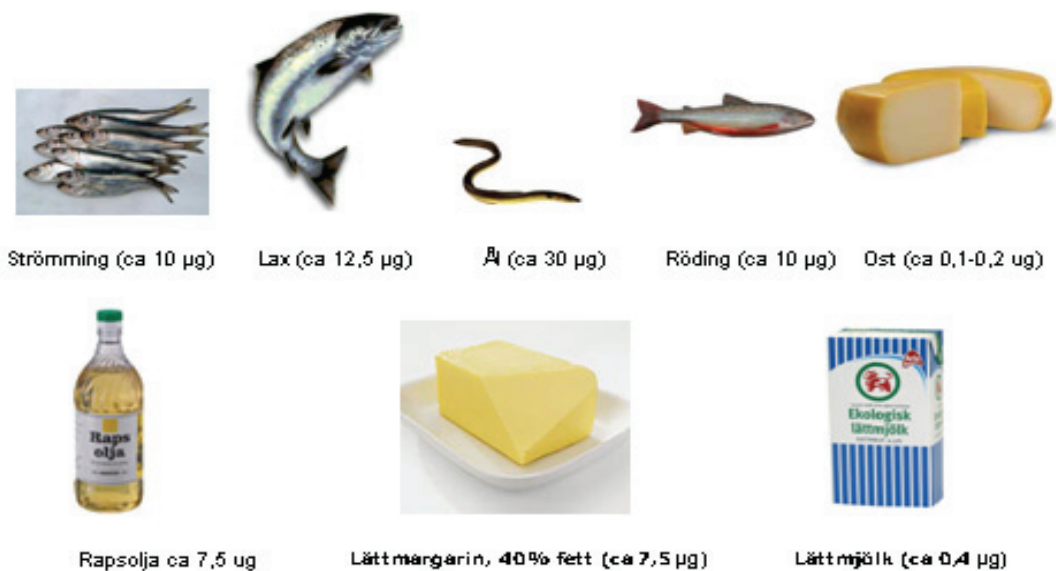 Strömming (ca 10 µg)
Lax (ca 12,5 µg)
Ål (ca 30 µg)
Röding (ca 10 µg)
Ost (ca 0,1-0,2 ug)
Raps
olja
Ekologisk
lättmjölk
Rapsolja ca 7,5 ug
Lättmargarin, 40% fett (ca 7,5 µg)
Lättmjölk (ca 0,4 µg)